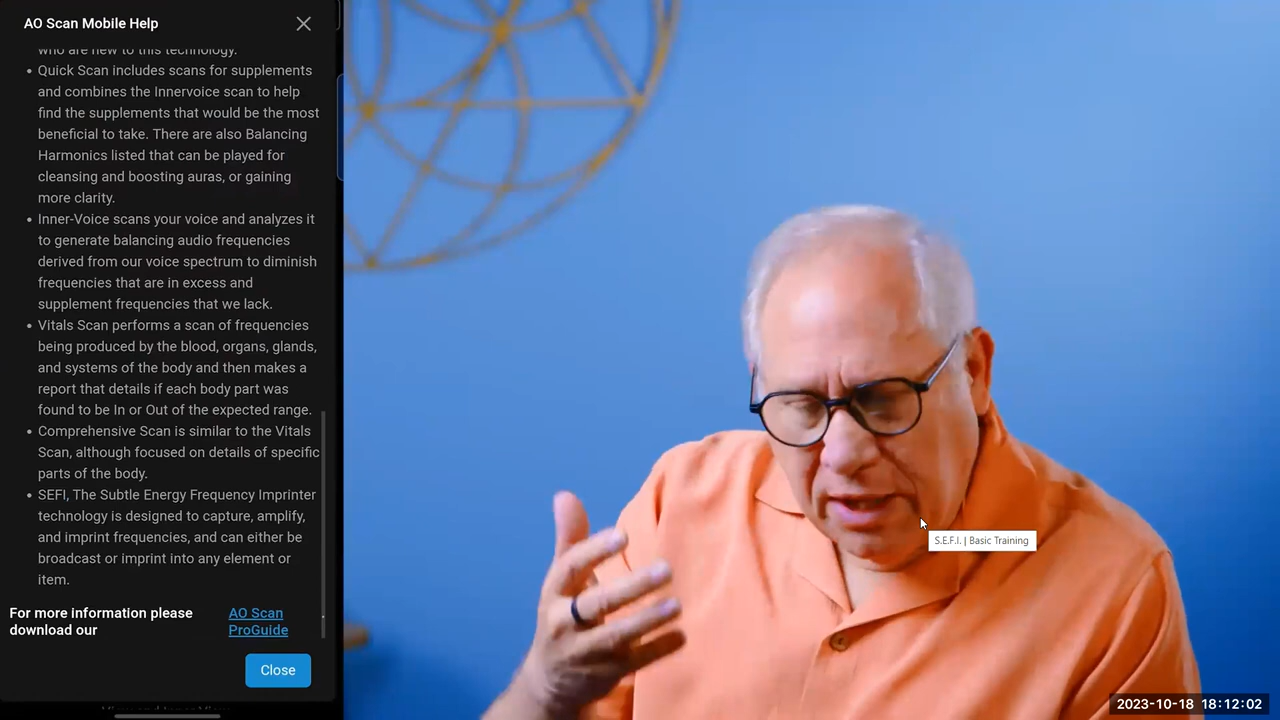 AO Scan Mobile Help
who are new to this technology.
• Quick Scan includes scans for supplements
and combines the Innervoice scan to help
find the supplements that would be the most
beneficial to take. There are also Balancing
Harmonics listed that can be played for
cleansing and boosting auras, or gaining
more clarity.
• Inner-Voice scans your voice and analyzes it
to generate balancing audio frequencies
derived from our voice spectrum to diminish
frequencies that are in excess and
supplement frequencies that we lack.
• Vitals Scan performs a scan of frequencies
being produced by the blood, organs, glands,
and systems of the body and then makes a
report that details if each body part was
found to be In or Out of the expected range.
• Comprehensive Scan is similar to the Vitals
Scan, although focused on details of specific
parts of the body.
• SEFI, The Subtle Energy Frequency Imprinter
technology is designed to capture, amplify,
and imprint frequencies, and can either be
broadcast or imprint into any element or
item.
For more information please
download our
AO Scan
ProGuide
Close
S.E.F.I. | Basic Training
2023-10-18 18:12:02